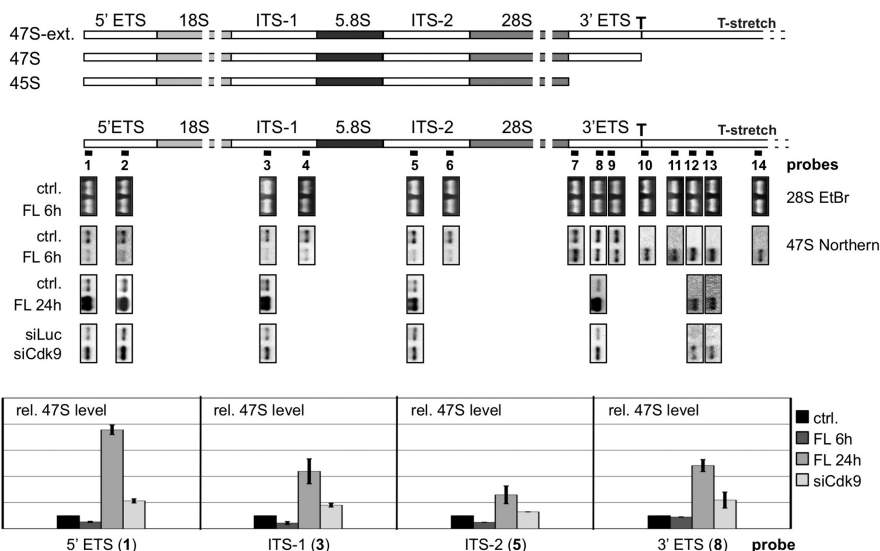 5' ETS 18S ITS-1 5.8S ITS-2 28S 3' ETS T T-stretch
47S-ext.
47S
45S
5'ETS 18S ITS-1 5.8S ITS-2 28S 3'ETS T T-stretch
1 2 3 4 5 6 7 8 9 10 11 12 13 14 probes
ctrl.
28S EtBr
FL 6h
ctrl.
47S Northern
FL 6h
ctrl.
FL 24h
siLuc
siCdk9
rel. 47S level rel. 47S level rel. 47S level rel. 47S level
ctrl.
FL 6h
FL 24h
siCdk9
5' ETS (1) ITS-1 (3) ITS-2 (5) 3' ETS (8) probe